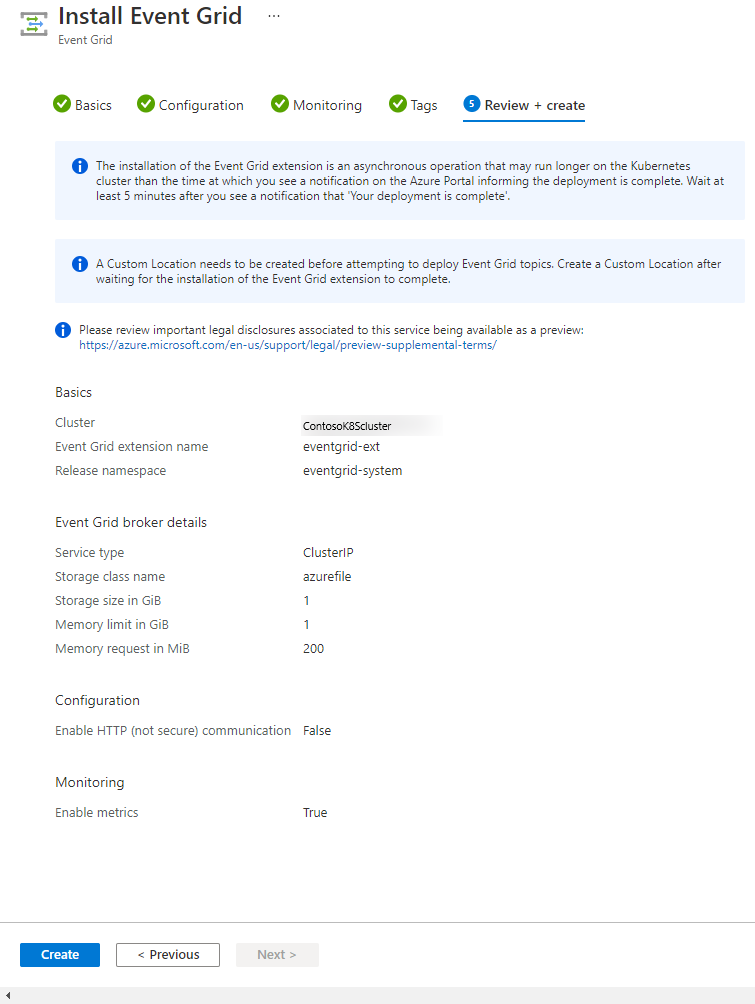 Install Event Grid ...
Event Grid
Basics Configuration Monitoring Tags 5 Review + create
The installation of the Event Grid extension is an asynchronous operation that may run longer on the Kubernetes
cluster than the time at which you see a notification on the Azure Portal informing the deployment is complete. Wait at
least 5 minutes after you see a notification that 'Your deployment is complete'.
A Custom Location needs to be created before attempting to deploy Event Grid topics. Create a Custom Location after
waiting for the installation of the Event Grid extension to complete.
Please review important legal disclosures associated to this service being available as a preview:
https://azure.microsoft.com/en-us/support/legal/preview-supplemental-terms/
Basics
Cluster ContosoK8Scluster
Event Grid extension name eventgrid-ext
Release namespace eventgrid-system
Event Grid broker details
Service type ClusterIP
Storage class name azurefile
Storage size in GiB 1
Memory limit in GiB 1
Memory request in MiB 200
Configuration
Enable HTTP (not secure) communication False
Monitoring
Enable metrics True
Create < Previous Next >